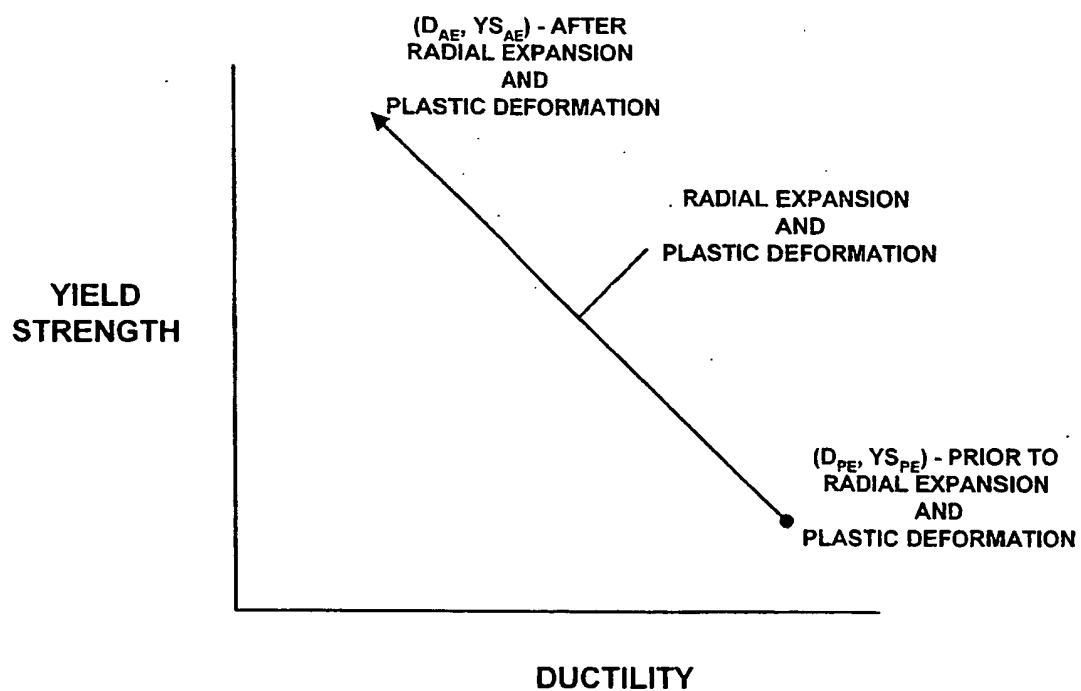 (D_AE, YS_AE) - AFTER
RADIAL EXPANSION
AND
PLASTIC DEFORMATION
RADIAL EXPANSION
AND
PLASTIC DEFORMATION
YIELD
STRENGTH
(D_PE, YS_PE) - PRIOR TO
RADIAL EXPANSION
AND
PLASTIC DEFORMATION
DUCTILITY